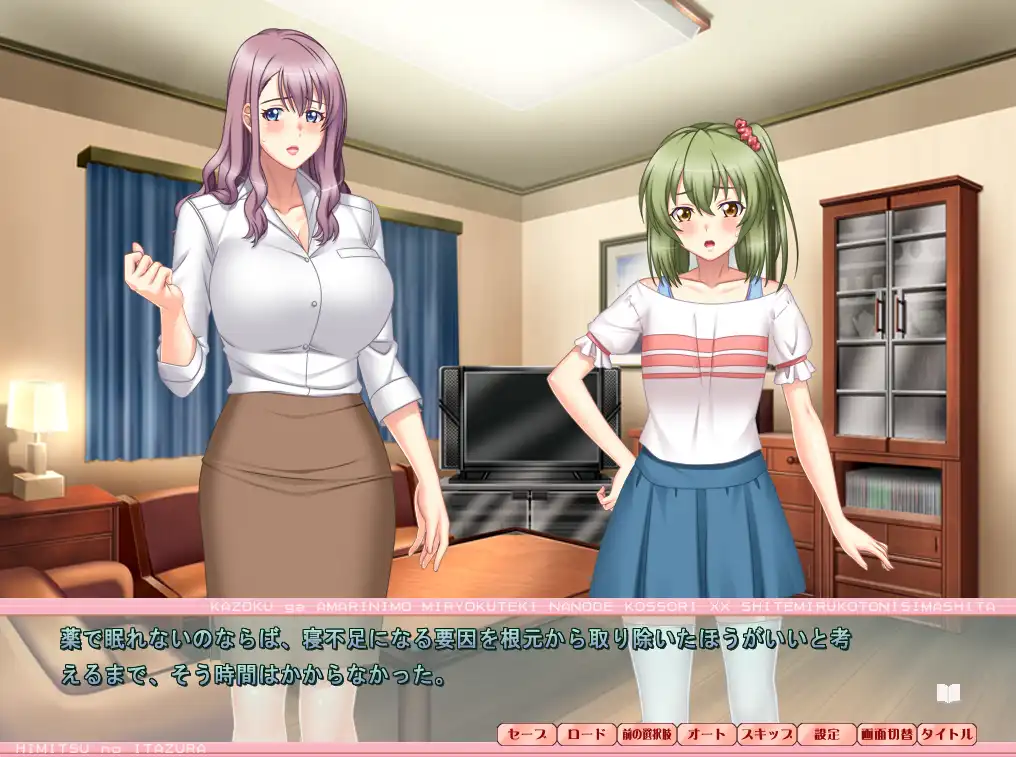 KAZOKU ga AMARINIMO MIRYOKUTEKI NANODE KOSSORI XX SHITEMIRUKOTONISIMASHITA
薬で眠れないのならば、寝不足になる要因を根元から取り除いたほうがいいと考
えるまで、そう時間はかからなかった。
セーブ ロード 前の選択肢 オート スキップ 設定 画面切替 タイトル
HIMITSU no ITAZURA